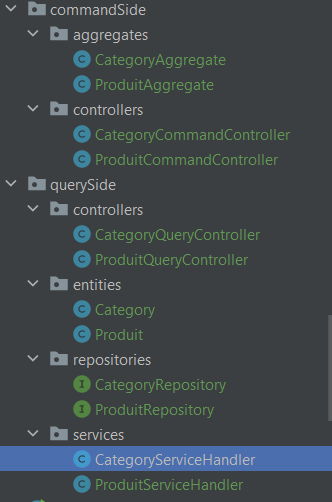 commandSide
aggregates
C CategoryAggregate
C ProduitAggregate
controllers
C CategoryCommandController
C ProduitCommandController
querySide
controllers
C CategoryQueryController
C ProduitQueryController
entities
C Category
C Produit
repositories
I CategoryRepository
I ProduitRepository
services
C CategoryServiceHandler
C ProduitServiceHandler